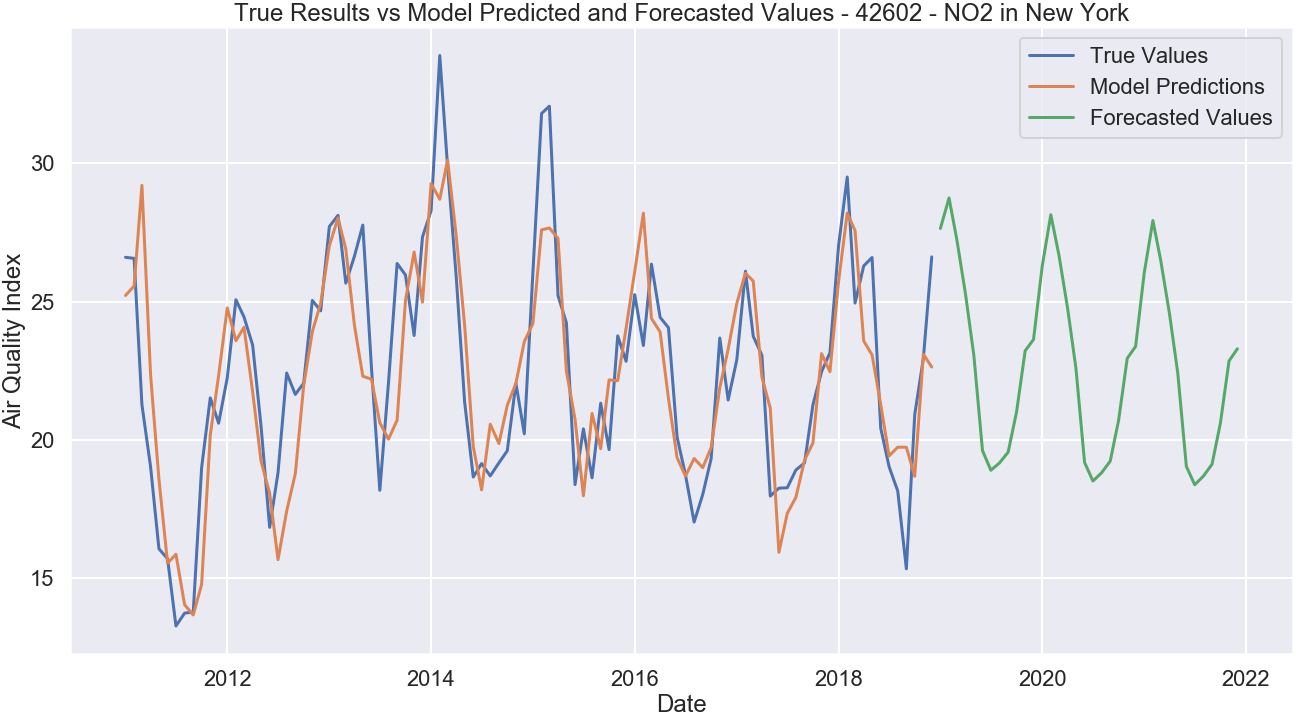 True Results vs Model Predicted and Forecasted Values - 42602 - NO2 in New York
True Values
Model Predictions
Forecasted Values
Air Quality Index
30
25
20
15
2012
2014
2016
2018
2020
2022
Date